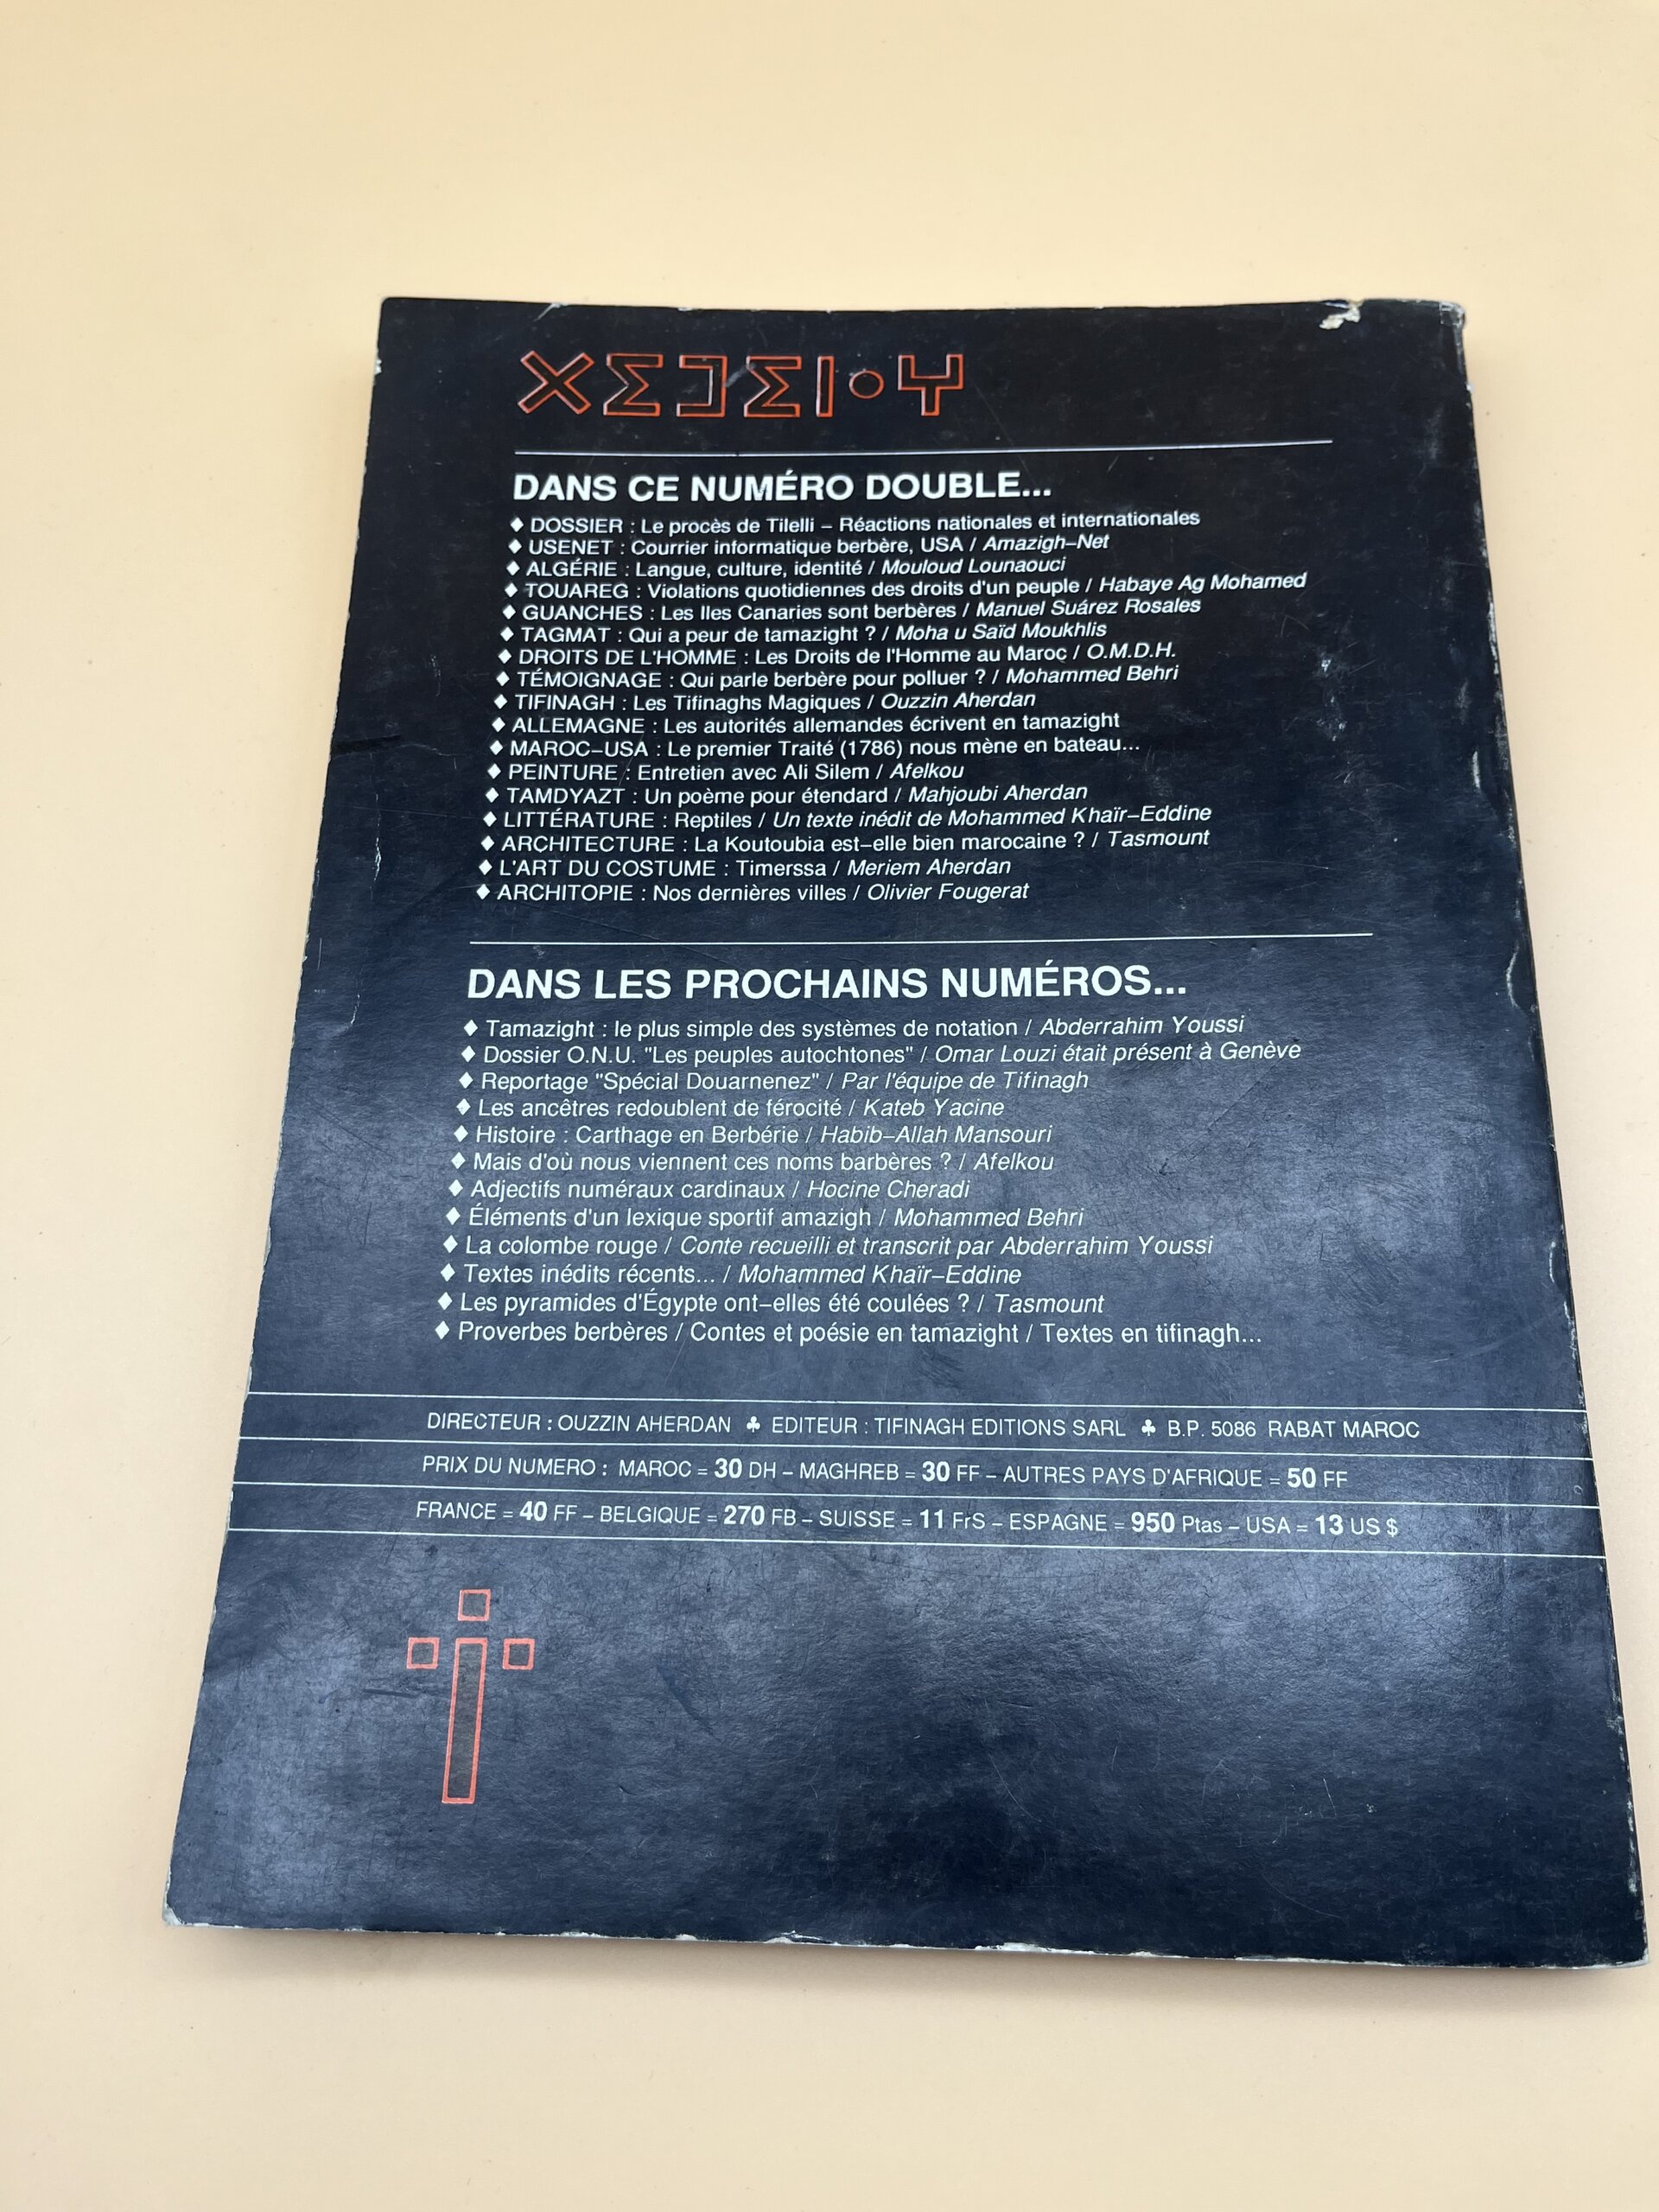 ⵝⵉⴼⵉⵏⴰⵖ
DANS CE NUMÉRO DOUBLE...
♦ DOSSIER : Le procès de Tilelli – Réactions nationales et internationales
♦ USENET : Courrier informatique berbère, USA / Amazigh–Net
♦ ALGÉRIE : Langue, culture, identité / Mouloud Lounaouci
♦ TOUAREG : Violations quotidiennes des droits d'un peuple / Habaye Ag Mohamed
♦ GUANCHES : Les Iles Canaries sont berbères / Manuel Suárez Rosales
♦ TAGMAT : Qui a peur de tamazight ? / Moha u Saïd Moukhlis
♦ DROITS DE L'HOMME : Les Droits de l'Homme au Maroc / O.M.D.H.
♦ TÉMOIGNAGE : Qui parle berbère pour polluer ? / Mohammed Behri
♦ TIFINAGH : Les Tifinaghs Magiques / Ouzzin Aherdan
♦ ALLEMAGNE : Les autorités allemandes écrivent en tamazight
♦ MAROC–USA : Le premier Traité (1786) nous mène en bateau...
♦ PEINTURE : Entretien avec Ali Silem / Afelkou
♦ TAMDYAZT : Un poème pour étendard / Mahjoubi Aherdan
♦ LITTÉRATURE : Reptiles / Un texte inédit de Mohammed Khaïr–Eddine
♦ ARCHITECTURE : La Koutoubia est–elle bien marocaine ? / Tasmount
♦ L'ART DU COSTUME : Timerssa / Meriem Aherdan
♦ ARCHITOPIE : Nos dernières villes / Olivier Fougerat
DANS LES PROCHAINS NUMÉROS...
♦ Tamazight : le plus simple des systèmes de notation / Abderrahim Youssi
♦ Dossier O.N.U. "Les peuples autochtones" / Omar Louzi était présent à Genève
♦ Reportage "Spécial Douarnenez" / Par l'équipe de Tifinagh
♦ Les ancêtres redoublent de férocité / Kateb Yacine
♦ Histoire : Carthage en Berbérie / Habib–Allah Mansouri
♦ Mais d'où nous viennent ces noms barbères ? / Afelkou
♦ Adjectifs numéraux cardinaux / Hocine Cheradi
♦ Éléments d'un lexique sportif amazigh / Mohammed Behri
♦ La colombe rouge / Conte recueilli et transcrit par Abderrahim Youssi
♦ Textes inédits récents... / Mohammed Khaïr–Eddine
♦ Les pyramides d'Égypte ont–elles été coulées ? / Tasmount
♦ Proverbes berbères / Contes et poésie en tamazight / Textes en tifinagh...
DIRECTEUR : OUZZIN AHERDAN ♣ EDITEUR : TIFINAGH EDITIONS SARL ♣ B.P. 5086 RABAT MAROC
PRIX DU NUMERO : MAROC = 30 DH – MAGHREB = 30 FF – AUTRES PAYS D'AFRIQUE = 50 FF
FRANCE = 40 FF – BELGIQUE = 270 FB – SUISSE = 11 FrS – ESPAGNE = 950 Ptas – USA = 13 US $